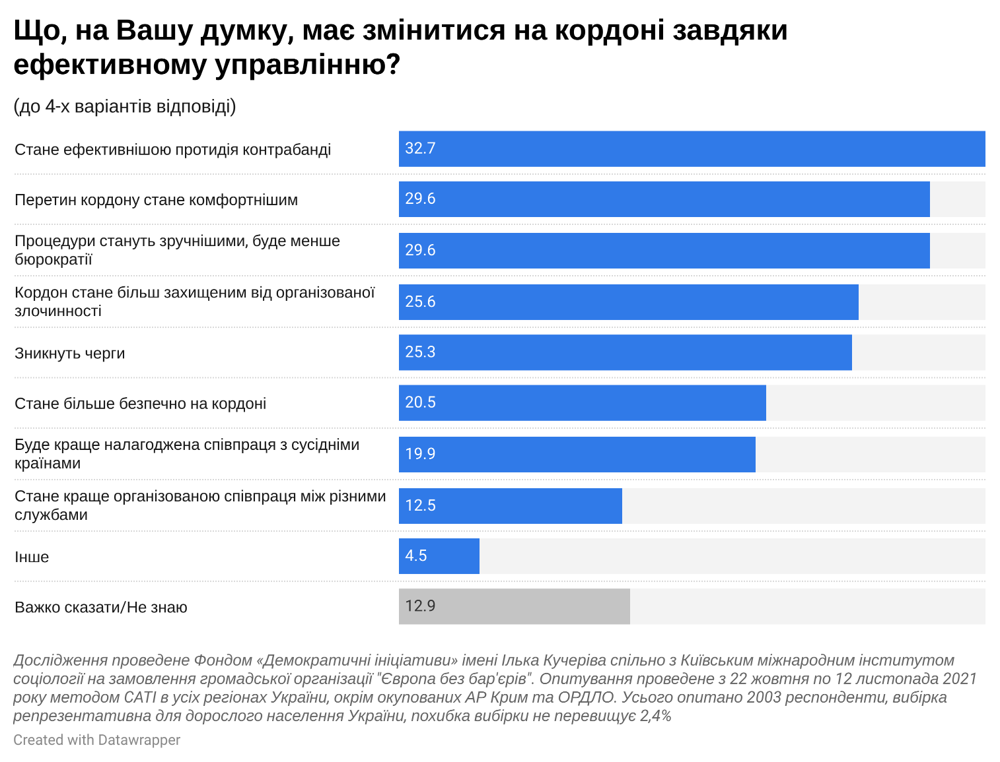 Що, на Вашу думку, має змінитися на кордоні завдяки
ефективному управлінню?
(до 4-х варіантів відповіді)
Стане ефективнішою протидія контрабанді
32.7
Перетин кордону стане комфортнішим
29.6
Процедури стануть зручнішими, буде менше
бюрократії
29.6
Кордон стане більш захищеним від організованої
злочинності
25.6
Зникнуть черги
25.3
Стане більше безпечно на кордоні
20.5
Буде краще налагоджена співпраця з сусідніми
країнами
19.9
Стане краще організованою співпраця між різними
службами
12.5
Інше
4.5
Важко сказати/Не знаю
12.9
Дослідження проведене Фондом «Демократичні ініціативи» імені Ілька Кучеріва спільно з Київським міжнародним інститутом
соціології на замовлення громадської організації "Європа без бар'єрів". Опитування проведене з 22 жовтня по 12 листопада 2021
року методом САТІ в усіх регіонах України, окрім окупованих АР Крим та ОРДЛО. Усього опитано 2003 респонденти, вибірка
репрезентативна для дорослого населення України, похибка вибірки не перевищує 2,4%
Created with Datawrapper